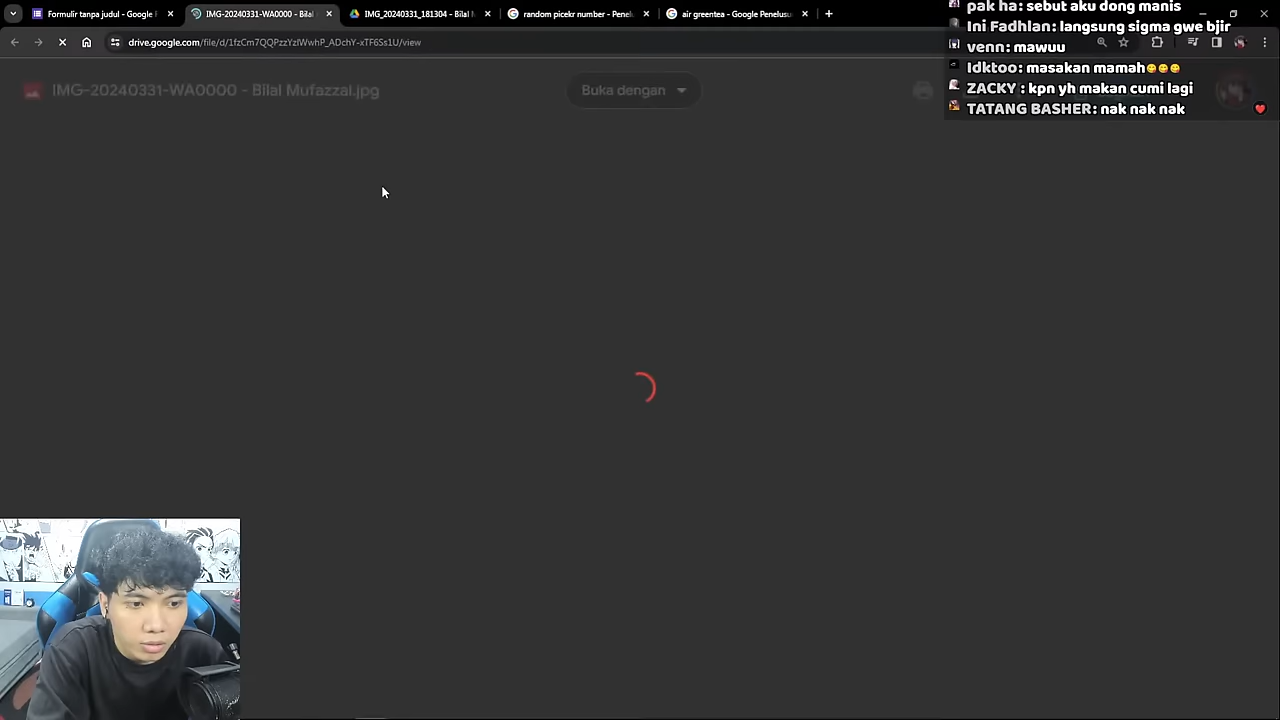 Formulir tanpa judul - Google F
IMG-20240331-WA0000 - Bilal
IMG_20240331_181304 - Bilal M
random picekr number - Penel
air greentea - Google Penelusu
drive.google.com/file/d/1fzCm7QQPzzYzIWwhP_ADchY-xTF6Ss1U/view
IMG-20240331-WA0000 - Bilal Mufazzal.jpg
Buka dengan
pak ha: sebut aku dong manis
Ini Fadhlan: langsung sigma gwe bjir
venn: mawuu
Idktoo: masakan mamah😋😋😋
ZACKY : kpn yh makan cumi lagi
TATANG BASHER: nak nak nak